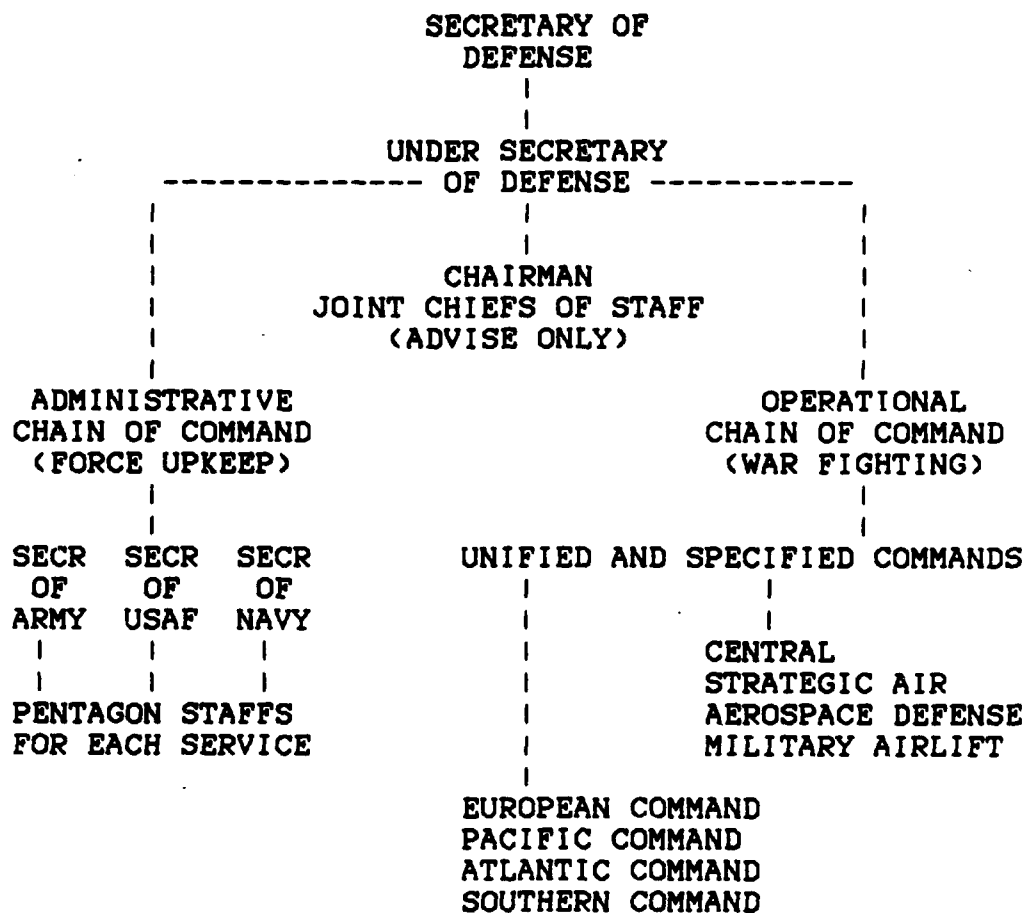 SECRETARY OF
DEFENSE
UNDER SECRETARY
OF DEFENSE
CHAIRMAN
JOINT CHIEFS OF STAFF
(ADVISE ONLY)
ADMINISTRATIVE
CHAIN OF COMMAND
(FORCE UPKEEP)
OPERATIONAL
CHAIN OF COMMAND
(WAR FIGHTING)
SECR SECR SECR
OF OF OF
ARMY USAF NAVY
PENTAGON STAFFS
FOR EACH SERVICE
UNIFIED AND SPECIFIED COMMANDS
CENTRAL
STRATEGIC AIR
AEROSPACE DEFENSE
MILITARY AIRLIFT
EUROPEAN COMMAND
PACIFIC COMMAND
ATLANTIC COMMAND
SOUTHERN COMMAND